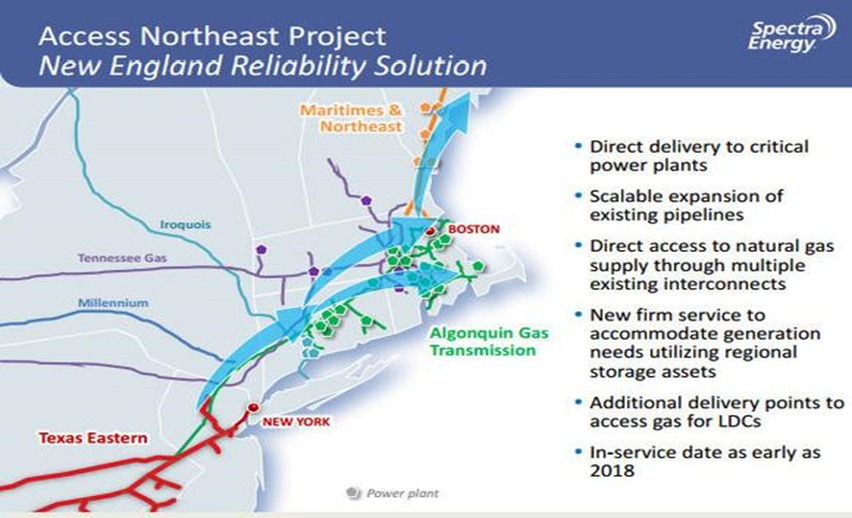 Access Northeast Project
New England Reliability Solution
Spectra
Energy
Maritimes &
Northeast
Iroquois
BOSTON
Tennessee Gas
Millennium
Algonquin Gas
Transmission
NEW YORK
Texas Eastern
Power plant
• Direct delivery to critical
power plants
• Scalable expansion of
existing pipelines
• Direct access to natural gas
supply through multiple
existing interconnects
• New firm service to
accommodate generation
needs utilizing regional
storage assets
• Additional delivery points to
access gas for LDCs
• In-service date as early as
2018